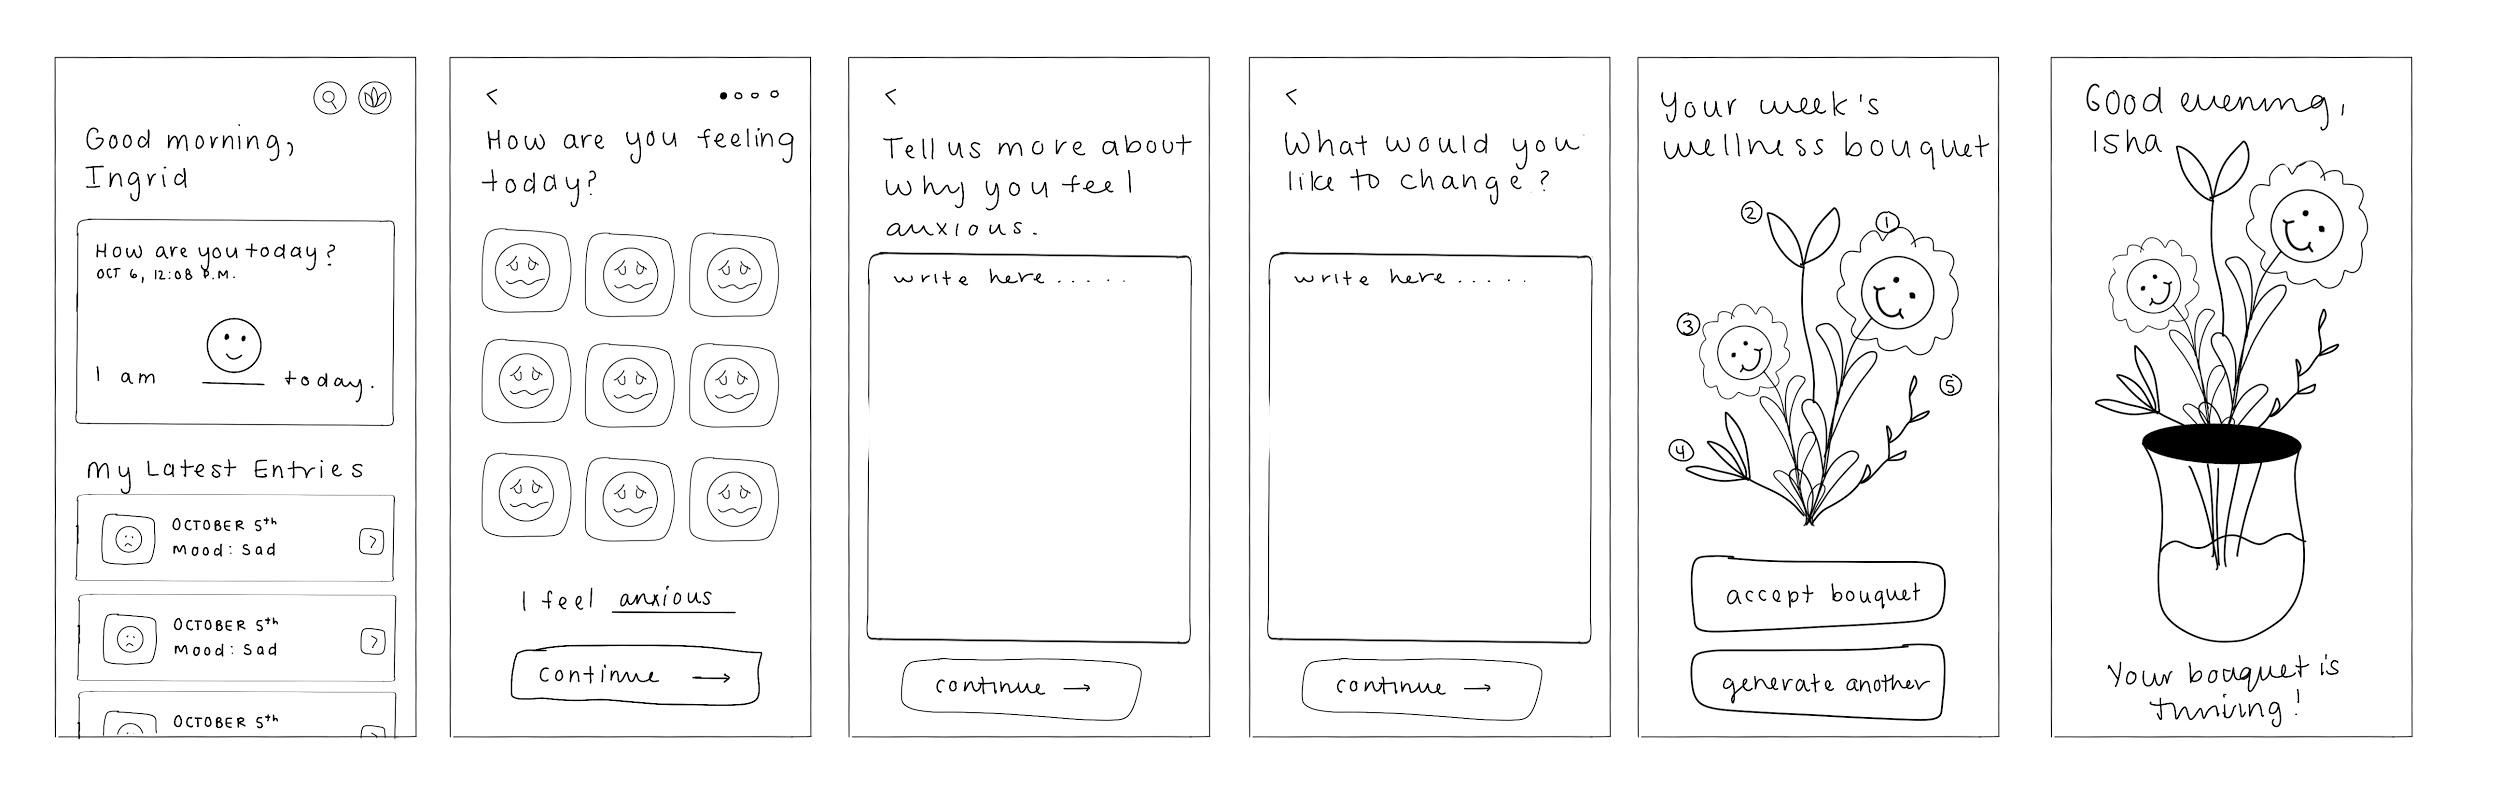 Good morning,
Ingrid
How are you today?
OCT 6, 12:08 P.M.
I am ____ today.
My Latest Entries
OCTOBER 5th
Mood: Sad
OCTOBER 5th
Mood: Sad
OCTOBER 5th
<
How are you feeling
today?
I feel anxious
continue →
<
Tell us more about
why you feel
anxious.
write here.....
continue →
<
What would you
like to change?
write here.....
continue →
Your week's
wellness bouquet
2
1
3
5
4
accept bouquet
generate another
Good evening,
Isha
Your bouquet is
thriving!